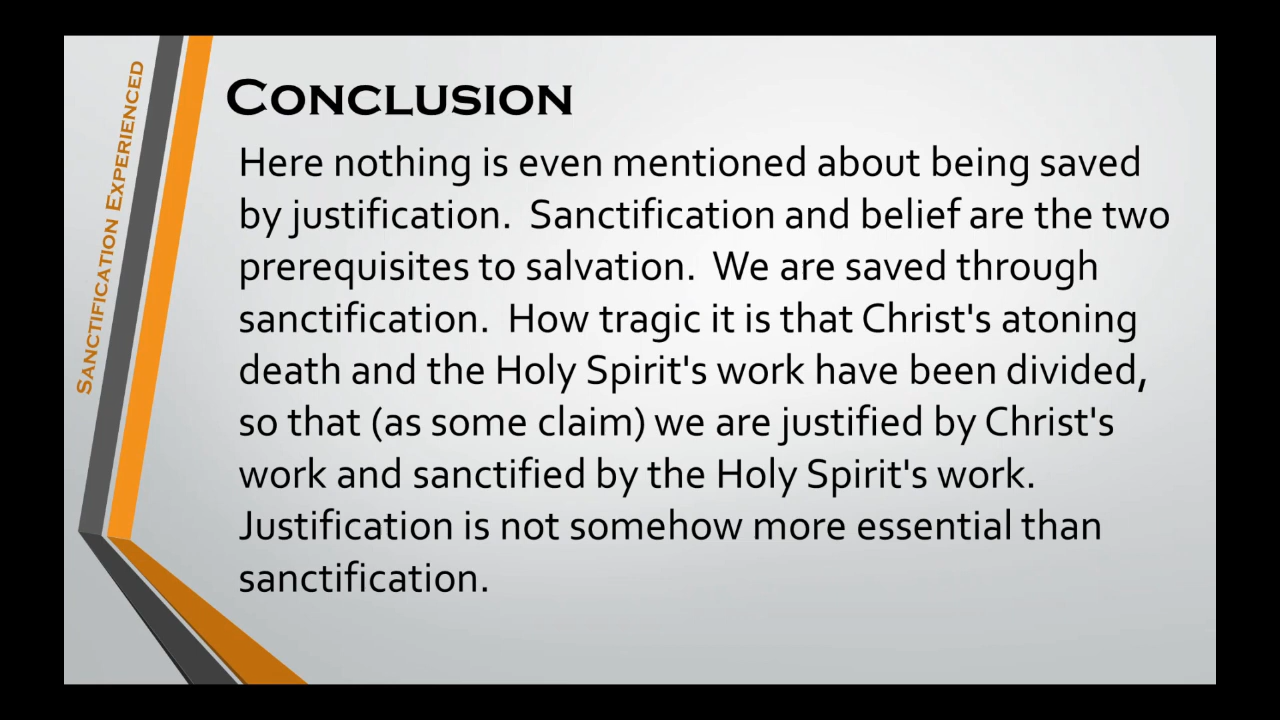 Sanctification Experienced
Conclusion
Here nothing is even mentioned about being saved
by justification.  Sanctification and belief are the two
prerequisites to salvation.  We are saved through
sanctification.  How tragic it is that Christ's atoning
death and the Holy Spirit's work have been divided,
so that (as some claim) we are justified by Christ's
work and sanctified by the Holy Spirit's work.
Justification is not somehow more essential than
sanctification.